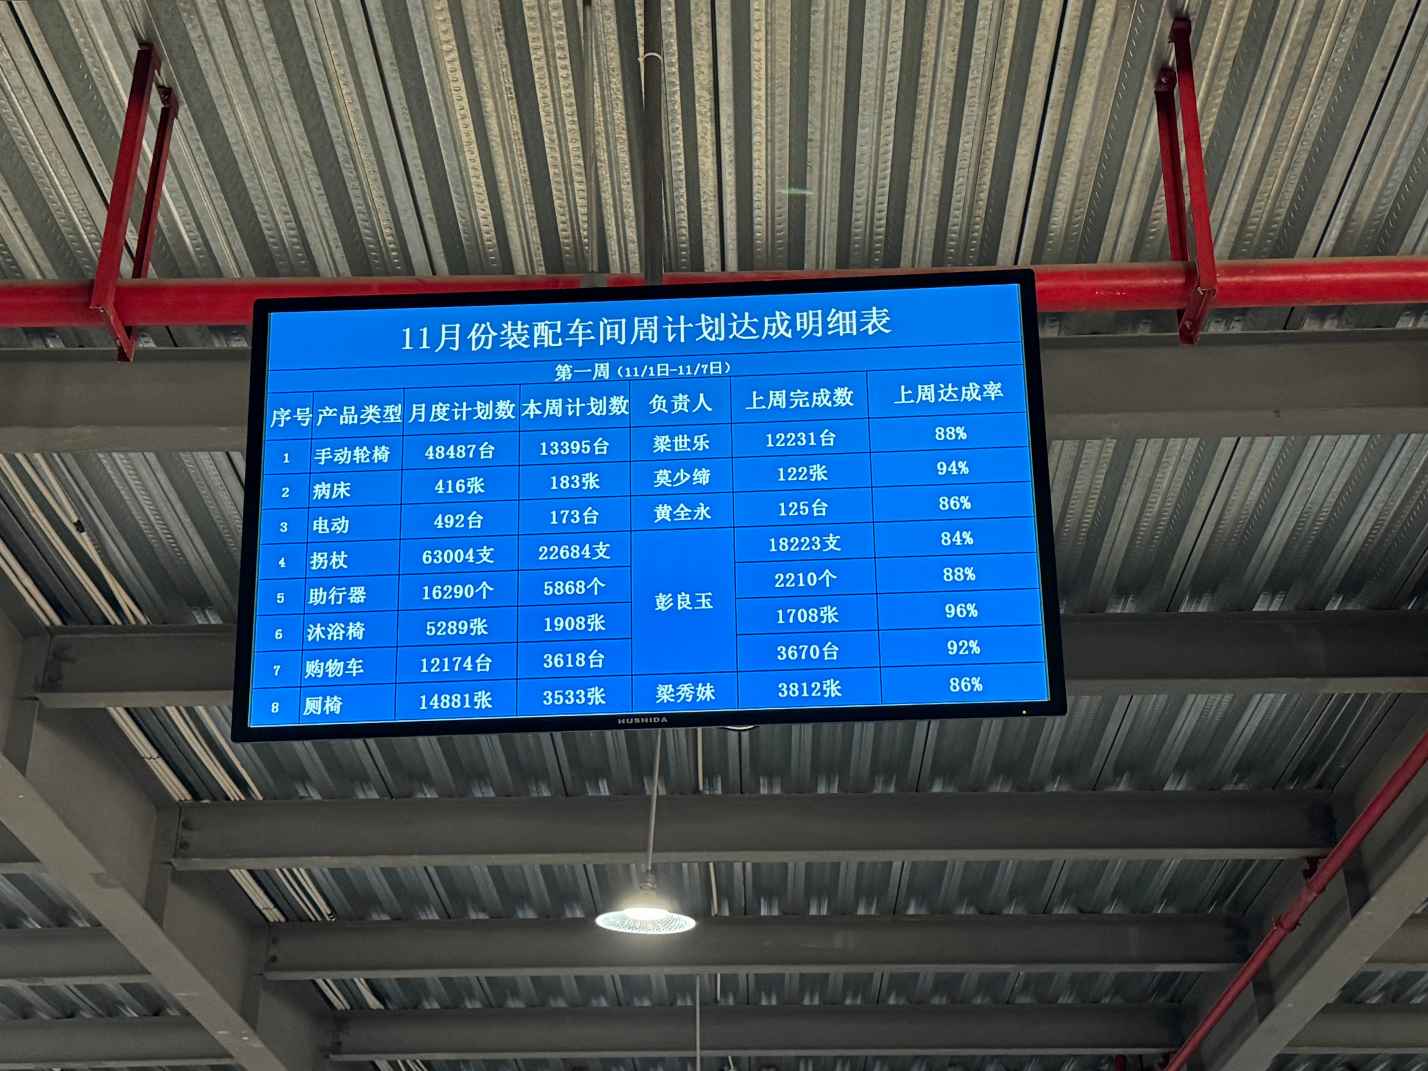 11月份装配车间周计划达成明细表
第一周（11/1日-11/7日）
序号 产品类型 月度计划数 本周计划数 负责人 上周完成数 上周达成率
1 手动轮椅 48487台 13395台 梁世乐 12231台 88%
2 病床 416张 183张 莫少缔 122张 94%
3 电动 492台 173台 黄全永 125台 86%
4 拐杖 63004支 22684支 彭良玉 18223支 84%
5 助行器 16290个 5868个 2210个 88%
6 沐浴椅 5289张 1908张 1708张 96%
7 购物车 12174台 3618台 3670台 92%
8 厕椅 14881张 3533张 梁秀妹 3812张 86%
HUSHIDA